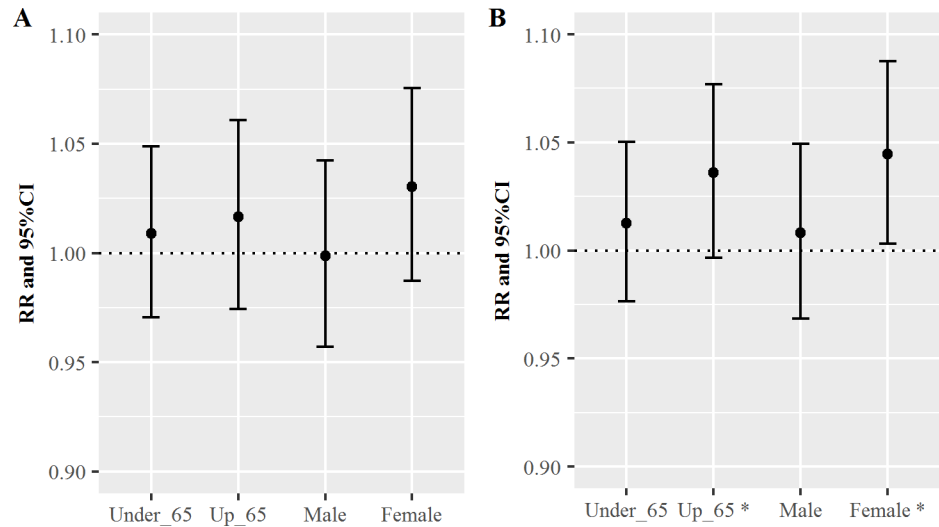 A
RR and 95%CI
1.10
1.05
1.00
0.95
0.90
Under_65 Up_65 Male Female
B
RR and 95%CI
1.10
1.05
1.00
0.95
0.90
Under_65 Up_65 * Male Female *